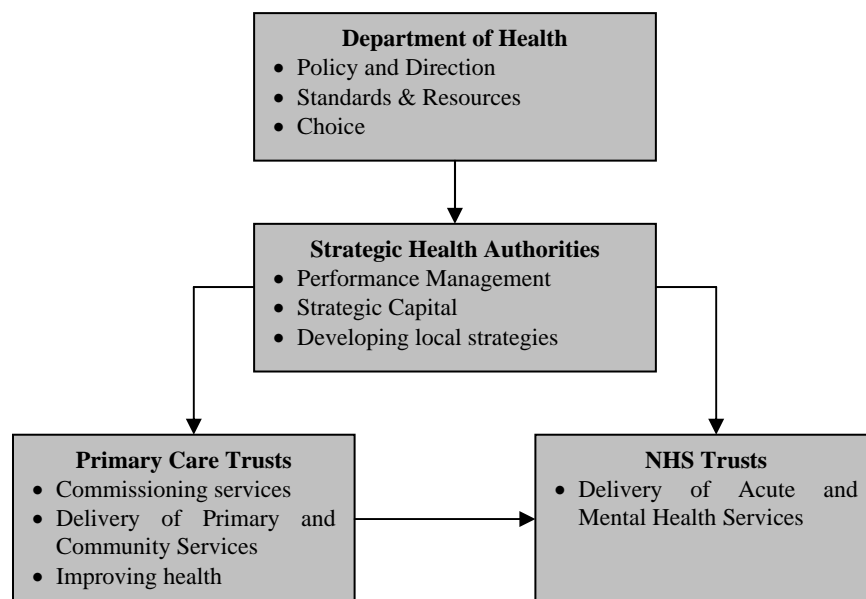 Department of Health
• Policy and Direction
• Standards & Resources
• Choice
Strategic Health Authorities
• Performance Management
• Strategic Capital
• Developing local strategies
Primary Care Trusts
• Commissioning services
• Delivery of Primary and
Community Services
• Improving health
NHS Trusts
• Delivery of Acute and
Mental Health Services